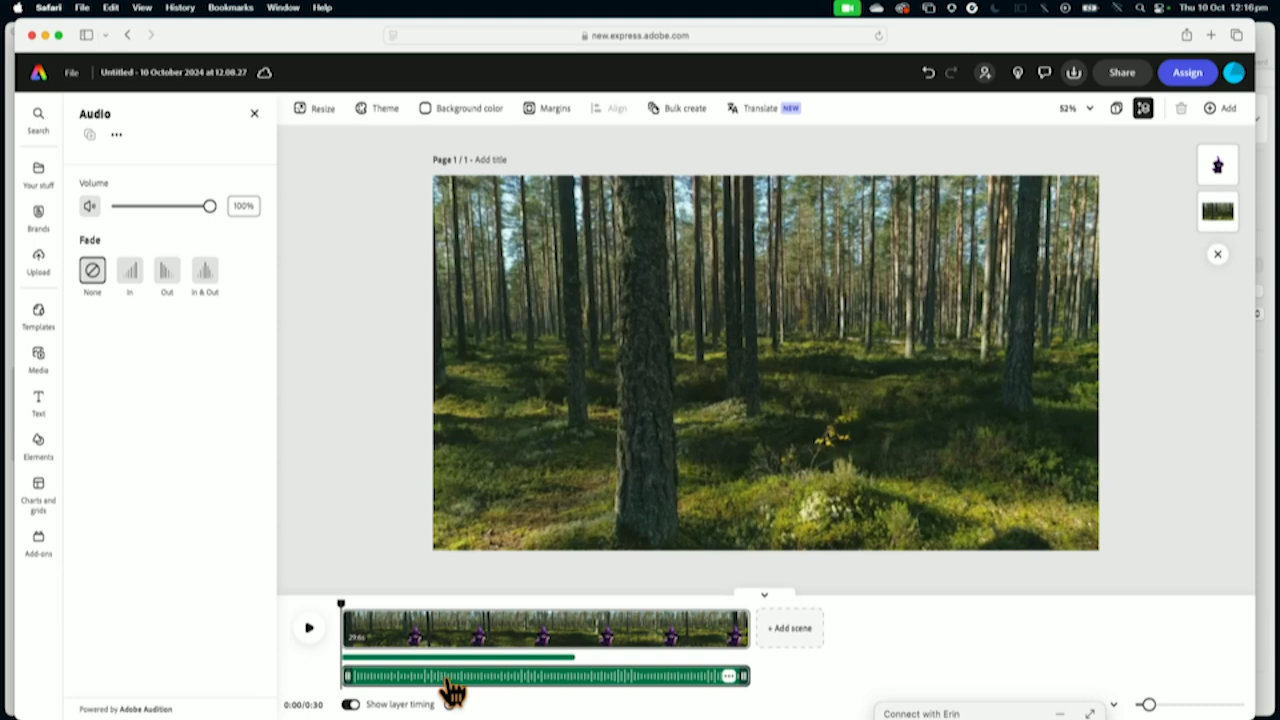 Safari File Edit View History Bookmarks Window Help
Thu 10 Oct 12:16pm
new.express.adobe.com
File
Untitled - 10 October 2024 at 12.08.27
Share
Assign
Search
Your stuff
Brands
Upload
Templates
Media
Text
Elements
Charts and
grids
Add-ons
Audio
Volume
100%
Fade
None
In
Out
In & Out
Powered by Adobe Audition
Resize
Theme
Background color
Margins
Align
Bulk create
Translate NEW
52%
Add
Page 1 / 1 - Add title
29.6s
+ Add scene
0:00/0:30
Show layer timing
Connect with Erin